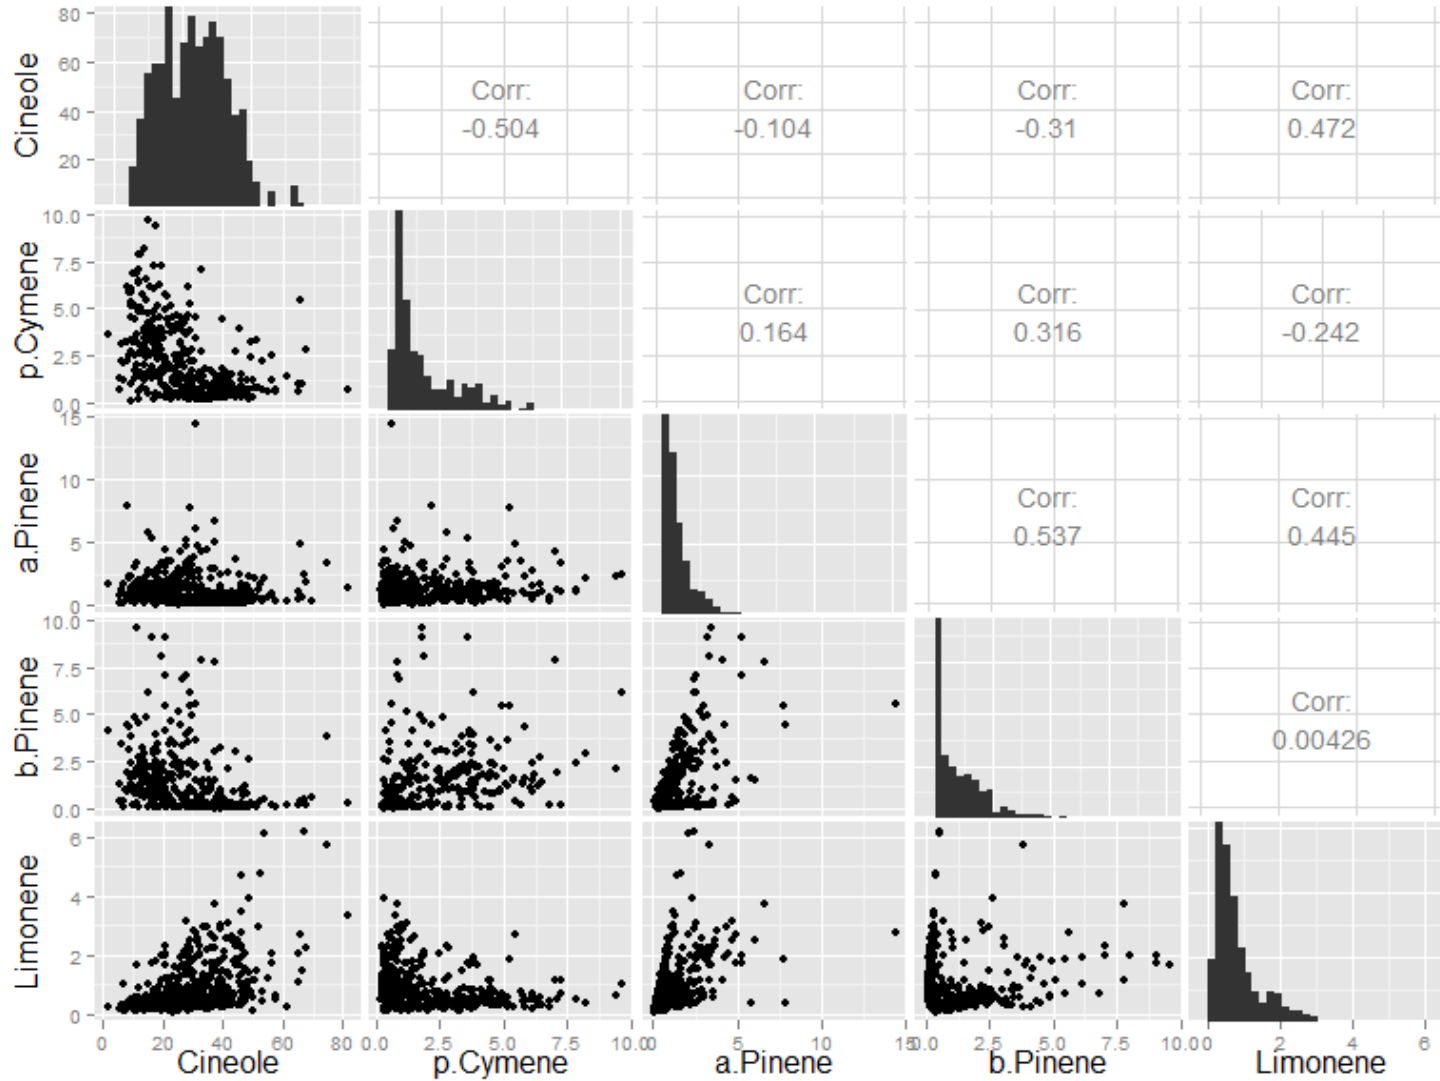 Cineole
80
60
40
20
Corr:
-0.504
Corr:
-0.104
Corr:
-0.31
Corr:
0.472
p.Cymene
10.0
7.5
5.0
2.5
0.0
Corr:
0.164
Corr:
0.316
Corr:
-0.242
a.Pinene
15
10
5
0
Corr:
0.537
Corr:
0.445
b.Pinene
10.0
7.5
5.0
2.5
0.0
Corr:
0.00426
Limonene
6
4
2
0
0 20 40 60 80 0.0 2.5 5.0 7.5 10.0 0 5 10 15 0.0 2.5 5.0 7.5 10.0 0 2 4 6
Cineole p.Cymene a.Pinene b.Pinene Limonene